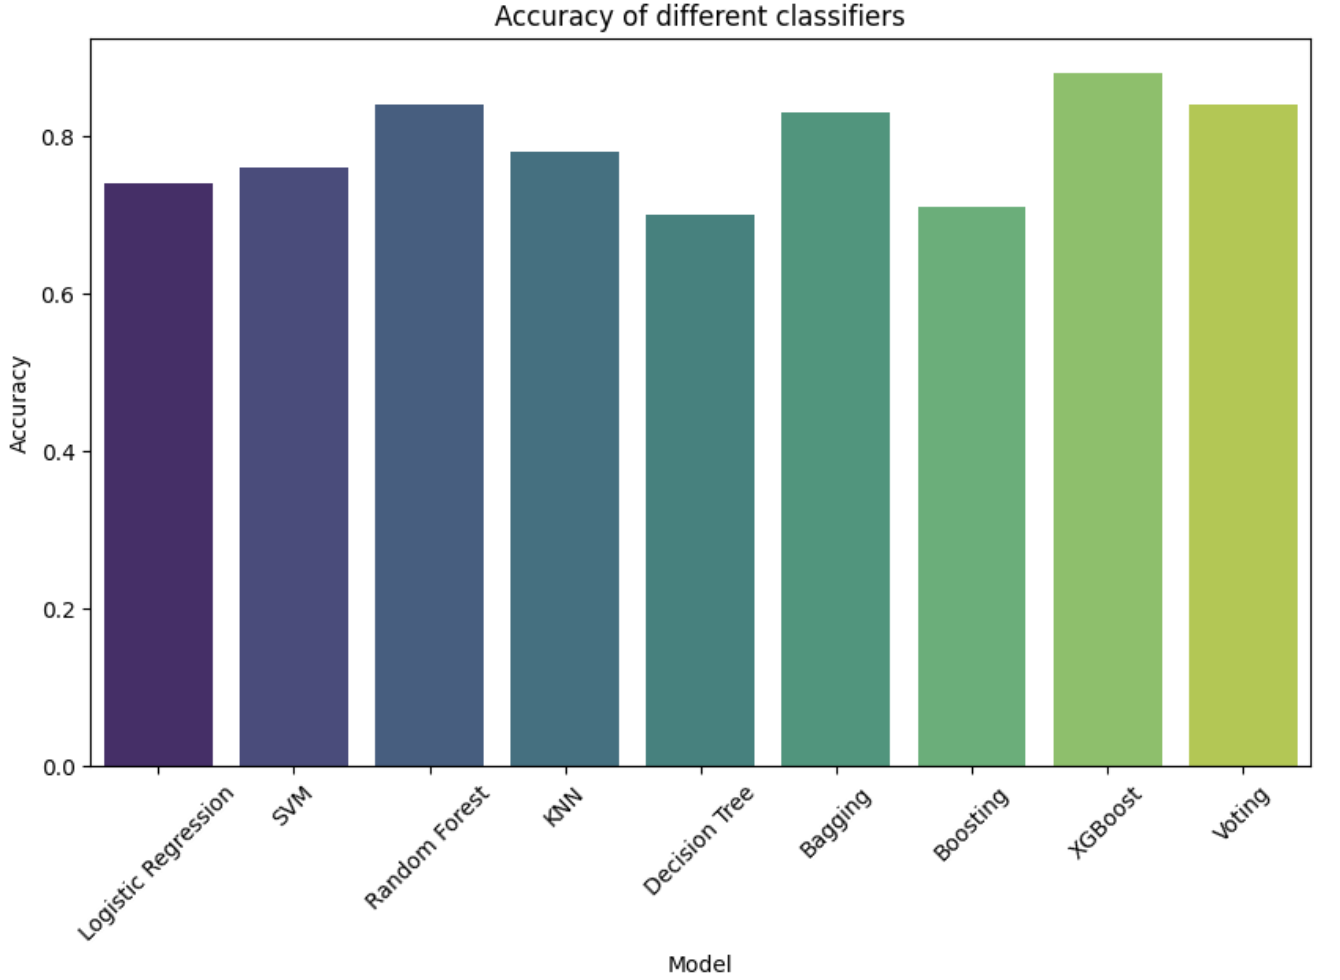 Accuracy of different classifiers
Accuracy
0.8
0.6
0.4
0.2
0.0
Logistic Regression
SVM
Random Forest
KNN
Decision Tree
Bagging
Boosting
XGBoost
Voting
Model